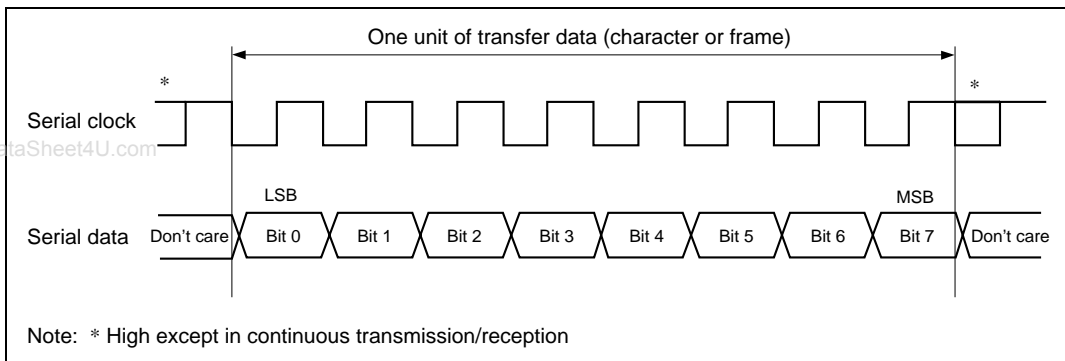 One unit of transfer data (character or frame)
* *
Serial clock
ataSheet4U.com
LSB MSB
Serial data Don't care Bit 0 Bit 1 Bit 2 Bit 3 Bit 4 Bit 5 Bit 6 Bit 7 Don't care
Note: * High except in continuous transmission/reception